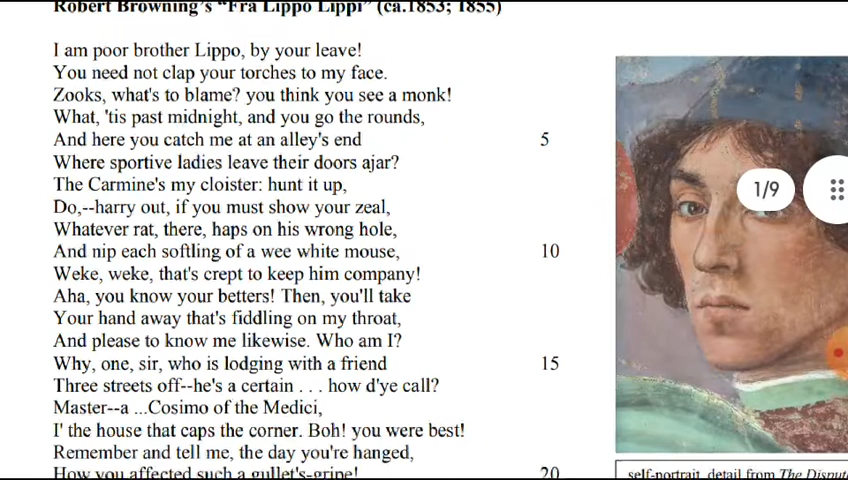 Robert Browning's "Fra Lippo Lippi" (ca.1853; 1855)
I am poor brother Lippo, by your leave!
You need not clap your torches to my face.
Zooks, what's to blame? you think you see a monk!
What, 'tis past midnight, and you go the rounds,
And here you catch me at an alley's end 5
Where sportive ladies leave their doors ajar?
The Carmine's my cloister: hunt it up,
Do,--harry out, if you must show your zeal,
Whatever rat, there, haps on his wrong hole,
And nip each softling of a wee white mouse, 10
Weke, weke, that's crept to keep him company!
Aha, you know your betters! Then, you'll take
Your hand away that's fiddling on my throat,
And please to know me likewise. Who am I?
Why, one, sir, who is lodging with a friend 15
Three streets off--he's a certain . . . how d'ye call?
Master--a ...Cosimo of the Medici,
I' the house that caps the corner. Boh! you were best!
Remember and tell me, the day you're hanged,
How you affected such a gullet's-gripe! 20
1/9
self-portrait, detail from The Disput